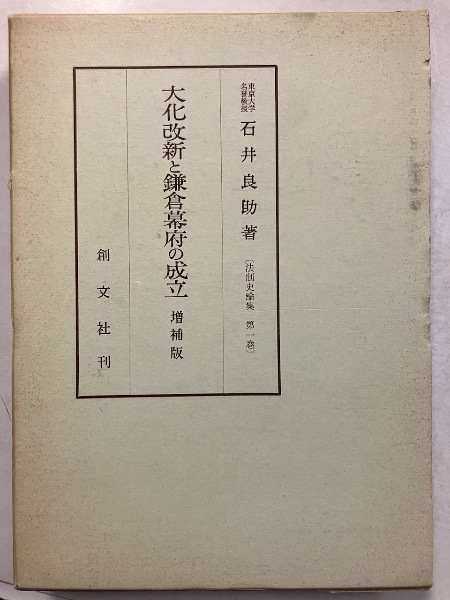 東京大学
名誉教授
石井良助著
〔法制史論集 第一巻〕
大化改新と鎌倉幕府の成立 増補版
創文社刊